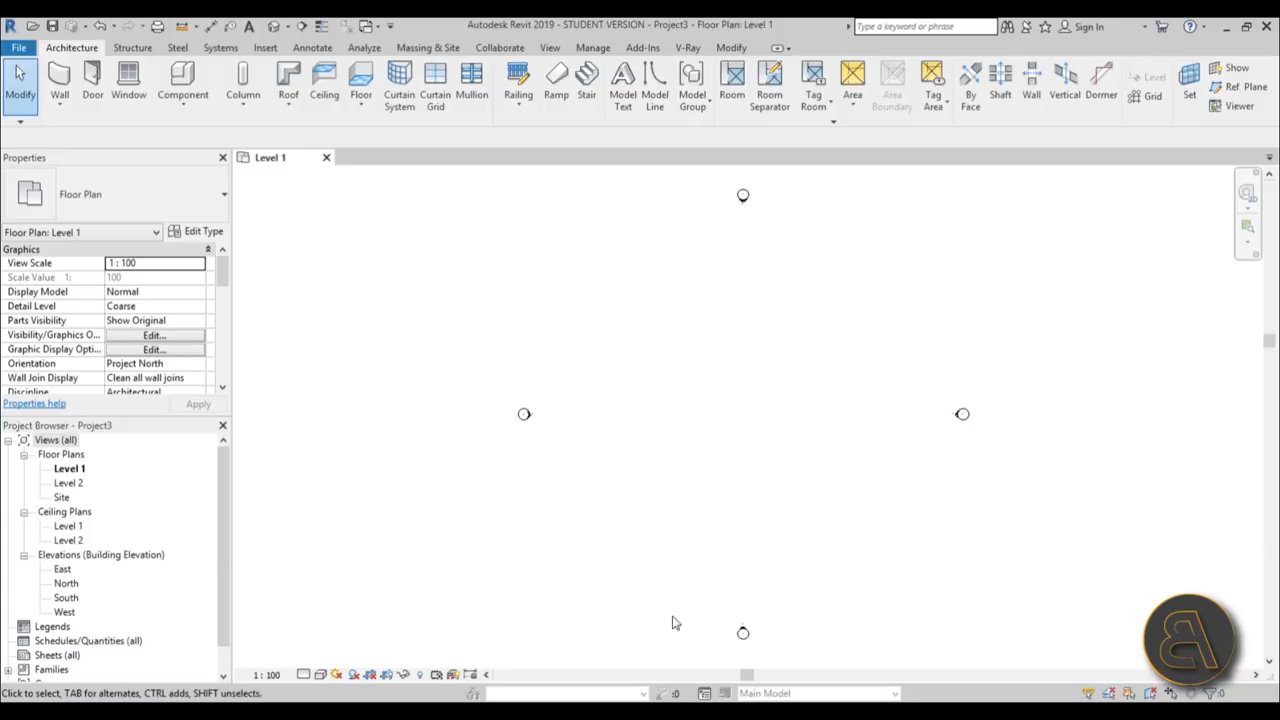 Autodesk Revit 2019 - STUDENT VERSION - Project3 - Floor Plan: Level 1
Type a keyword or phrase
Sign In
File Architecture Structure Steel Systems Insert Annotate Analyze Massing & Site Collaborate View Manage Add-Ins V-Ray Modify
Modify Wall Door Window Component Column Roof Ceiling Floor Curtain System Curtain Grid Mullion Railing Ramp Stair Model Text Model Line Model Group Room Room Separator Tag Room Area Area Boundary Tag Area By Face Shaft Wall Vertical Dormer Level Grid Set Show Ref Plane Viewer
Properties
Level 1
Floor Plan
Floor Plan: Level 1 Edit Type
Graphics
View Scale 1 : 100
Scale Value 1: 100
Display Model Normal
Detail Level Coarse
Parts Visibility Show Original
Visibility/Graphics O... Edit...
Graphic Display Opti... Edit...
Orientation Project North
Wall Join Display Clean all wall joins
Discipline Architectural
Properties help Apply
Project Browser - Project3
Views (all)
Floor Plans
Level 1
Level 2
Site
Ceiling Plans
Level 1
Level 2
Elevations (Building Elevation)
East
North
South
West
Legends
Schedules/Quantities (all)
Sheets (all)
Families
1 : 100
Click to select, TAB for alternates, CTRL adds, SHIFT unselects.
:0
Main Model
:0